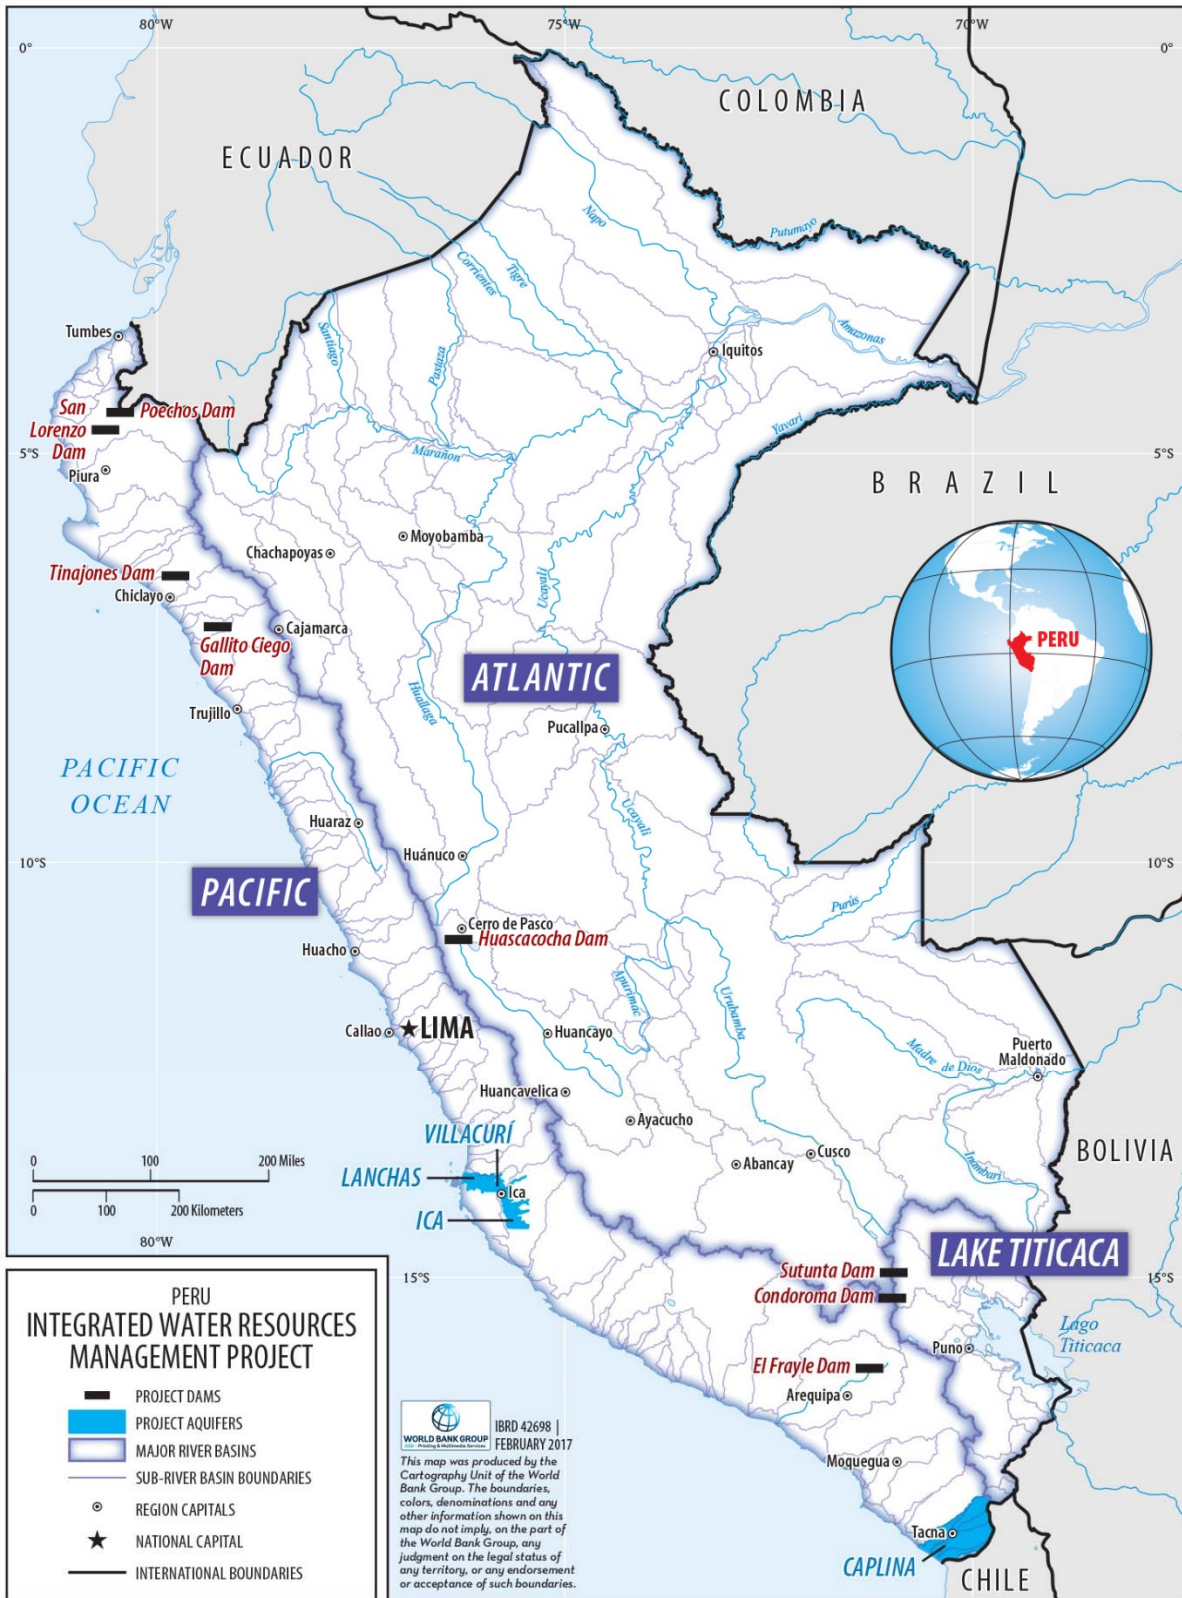 80°W
75°W
70°W
0°
0°
COLOMBIA
ECUADOR
Napo
Putumayo
Tigre
Corrientes
Santiago
Pastaza
Amazonas
Tumbes
Iquitos
San
Lorenzo
Dam
Poechos Dam
Yavarí
Marañon
5°S
5°S
Piura
BRAZIL
Moyobamba
Chachapoyas
Tinajones Dam
Chiclayo
Ucayali
Cajamarca
Gallito Ciego
Dam
PERU
ATLANTIC
Huallaga
Trujillo
Pucallpa
PACIFIC
OCEAN
Ucayali
Huaraz
Huánuco
10°S
10°S
PACIFIC
Purús
Cerro de Pasco
Huascacocha Dam
Huacho
Apurimac
Urubamba
Callao
LIMA
Huancayo
Madre de Dios
Puerto
Maldonado
Huancavelica
Ayacucho
VILLACURÍ
BOLIVIA
Cusco
Abancay
Inambari
LANCHAS
Ica
ICA
0 100 200 Miles
0 100 200 Kilometers
80°W
LAKE TITICACA
15°S
15°S
Sutunta Dam
Condoroma Dam
Lago
Titicaca
Puno
El Frayle Dam
Arequipa
Moquegua
Tacna
CAPLINA
CHILE
PERU
INTEGRATED WATER RESOURCES
MANAGEMENT PROJECT
PROJECT DAMS
PROJECT AQUIFERS
MAJOR RIVER BASINS
SUB-RIVER BASIN BOUNDARIES
REGION CAPITALS
NATIONAL CAPITAL
INTERNATIONAL BOUNDARIES
WORLD BANK GROUP
Printing & Multimedia Services
IBRD 42698 |
FEBRUARY 2017
This map was produced by the
Cartography Unit of the World
Bank Group. The boundaries,
colors, denominations and any
other information shown on this
map do not imply, on the part of
the World Bank Group, any
judgment on the legal status of
any territory, or any endorsement
or acceptance of such boundaries.